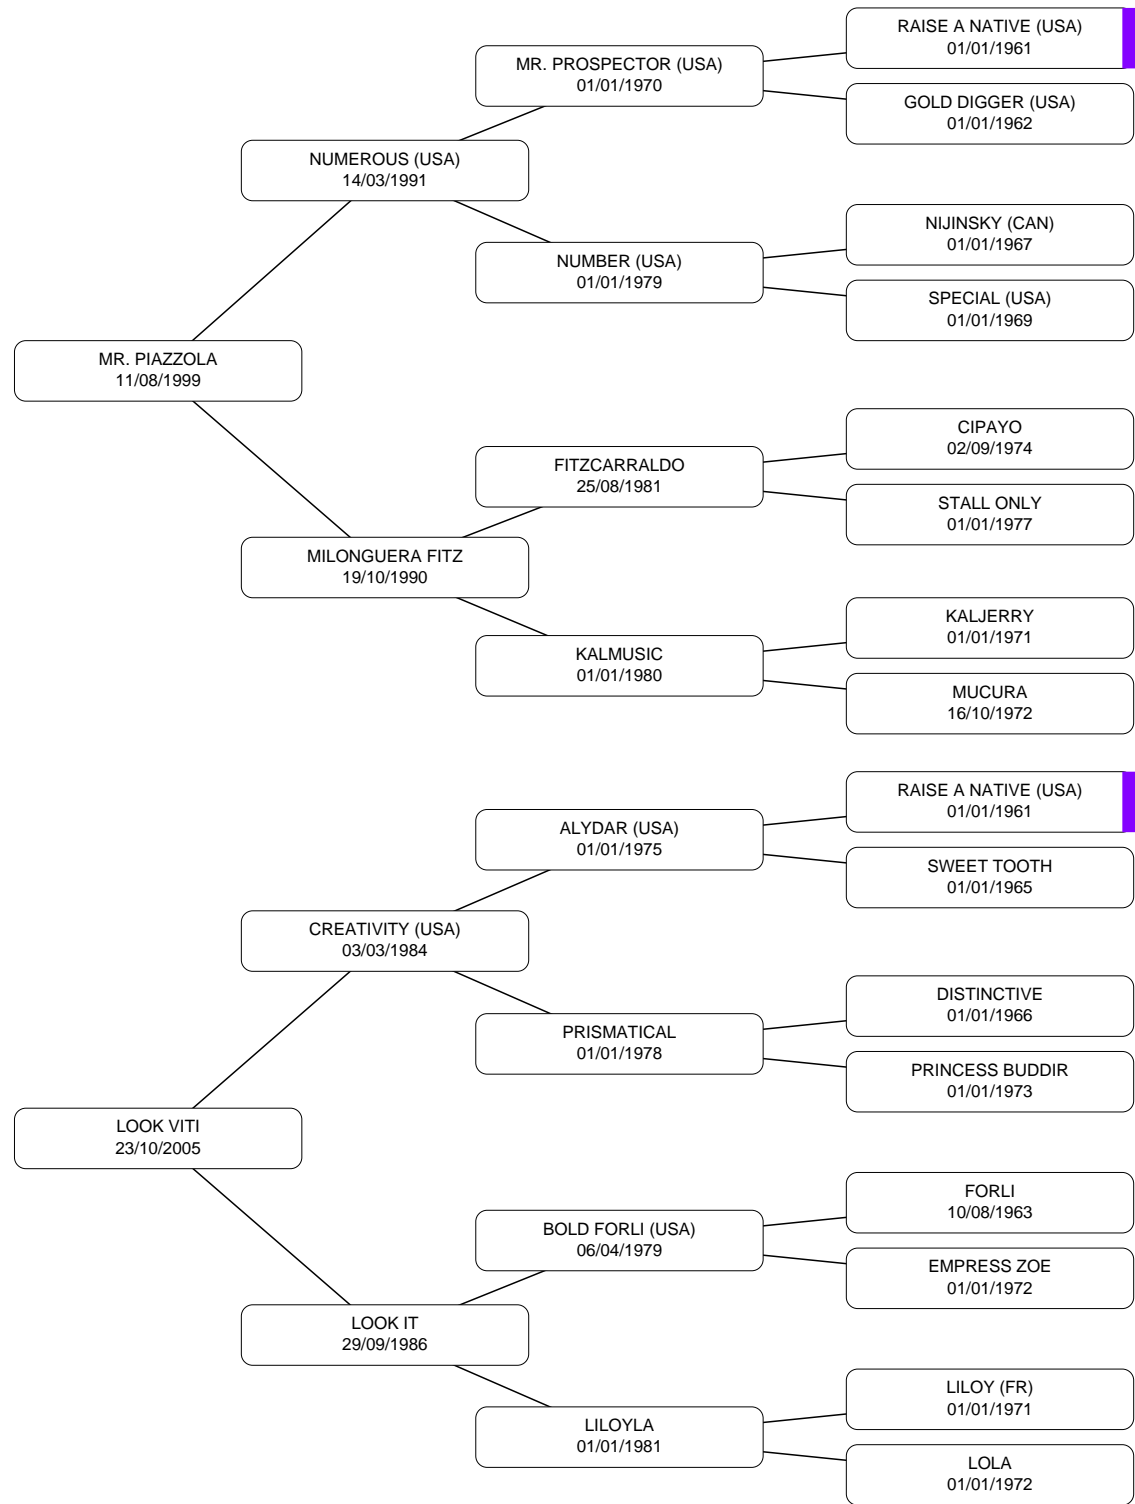 RAISE A NATIVE (USA)
01/01/1961
MR. PROSPECTOR (USA)
01/01/1970
GOLD DIGGER (USA)
01/01/1962
NUMEROUS (USA)
14/03/1991
NIJINSKY (CAN)
01/01/1967
NUMBER (USA)
01/01/1979
SPECIAL (USA)
01/01/1969
MR. PIAZZOLA
11/08/1999
CIPAYO
02/09/1974
FITZCARRALDO
25/08/1981
STALL ONLY
01/01/1977
MILONGUERA FITZ
19/10/1990
KALJERRY
01/01/1971
KALMUSIC
01/01/1980
MUCURA
16/10/1972
RAISE A NATIVE (USA)
01/01/1961
ALYDAR (USA)
01/01/1975
SWEET TOOTH
01/01/1965
CREATIVITY (USA)
03/03/1984
DISTINCTIVE
01/01/1966
PRISMATICAL
01/01/1978
PRINCESS BUDDIR
01/01/1973
LOOK VITI
23/10/2005
FORLI
10/08/1963
BOLD FORLI (USA)
06/04/1979
EMPRESS ZOE
01/01/1972
LOOK IT
29/09/1986
LILOY (FR)
01/01/1971
LILOYLA
01/01/1981
LOLA
01/01/1972